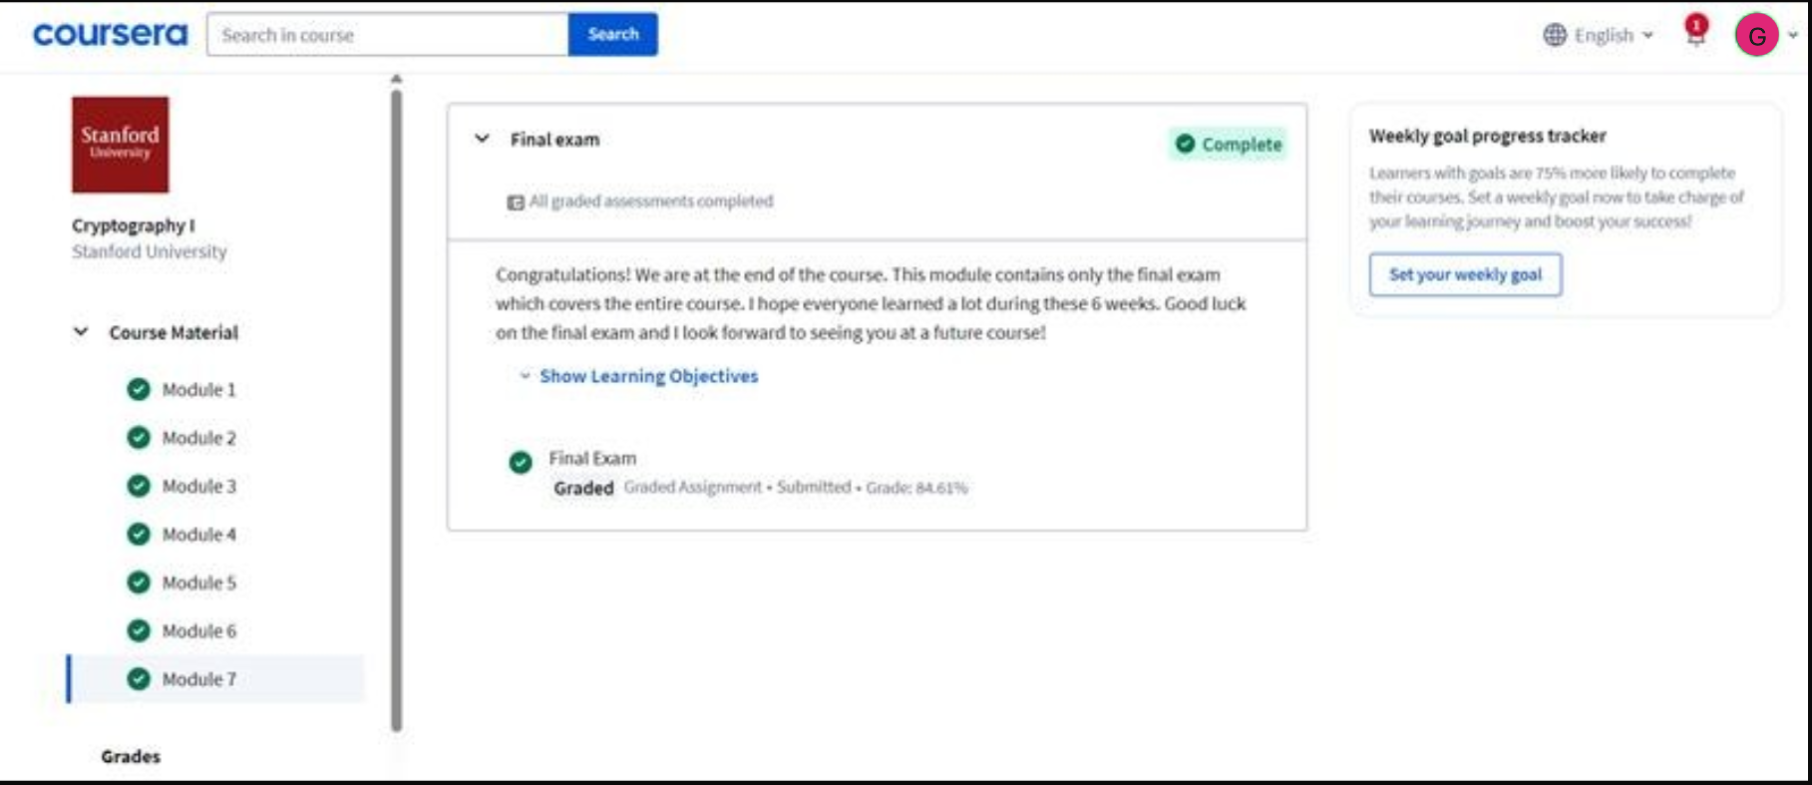 coursera
Search in course
Search
English
1
G
Stanford
University
Cryptography I
Stanford University
Course Material
Module 1
Module 2
Module 3
Module 4
Module 5
Module 6
Module 7
Grades
Final exam
Complete
All graded assessments completed
Congratulations! We are at the end of the course. This module contains only the final exam
which covers the entire course. I hope everyone learned a lot during these 6 weeks. Good luck
on the final exam and I look forward to seeing you at a future course!
Show Learning Objectives
Final Exam
Graded Graded Assignment • Submitted • Grade: 84.61%
Weekly goal progress tracker
Learners with goals are 75% more likely to complete
their courses. Set a weekly goal now to take charge of
your learning journey and boost your success!
Set your weekly goal